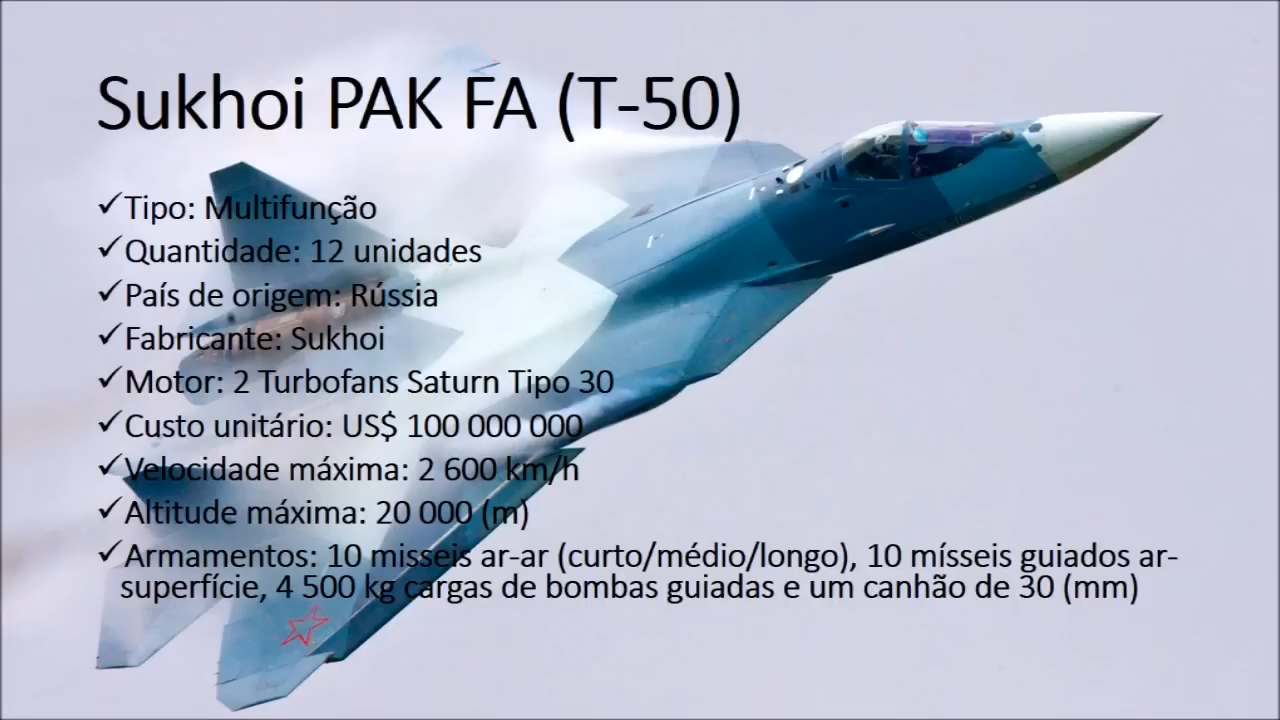 Sukhoi PAK FA (T-50)
✓Tipo: Multifunção
✓Quantidade: 12 unidades
✓País de origem: Rússia
✓Fabricante: Sukhoi
✓Motor: 2 Turbofans Saturn Tipo 30
✓Custo unitário: US$ 100 000 000
✓Velocidade máxima: 2 600 km/h
✓Altitude máxima: 20 000 (m)
✓Armamentos: 10 misseis ar-ar (curto/médio/longo), 10 mísseis guiados ar-
superfície, 4 500 kg cargas de bombas guiadas e um canhão de 30 (mm)